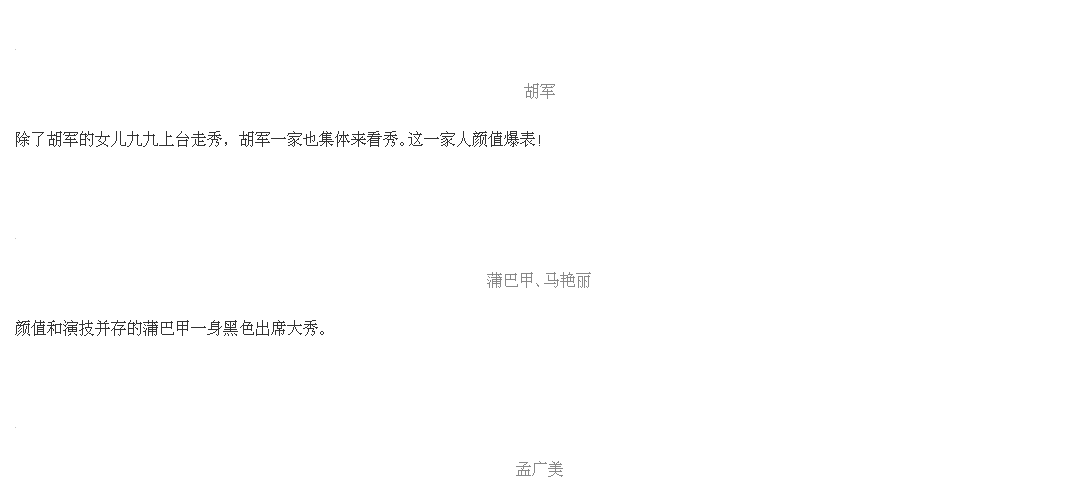 胡军
除了胡军的女儿九九上台走秀，胡军一家也集体来看秀。这一家人颜值爆表！
蒲巴甲、马艳丽
颜值和演技并存的蒲巴甲一身黑色出席大秀。
孟广美